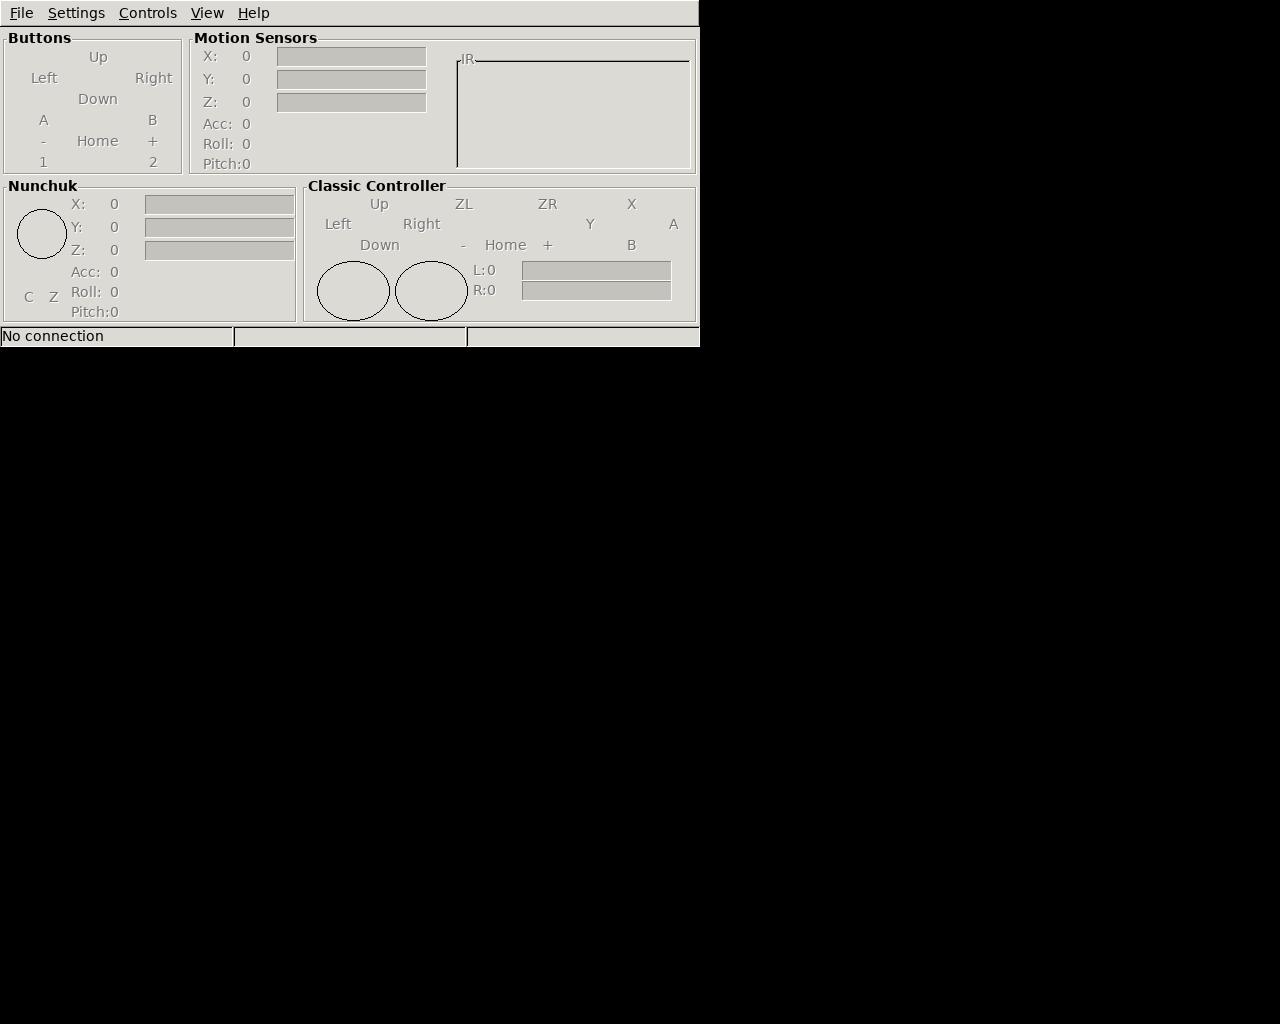 File Settings Controls View Help
Buttons
Up
Left Right
Down
A B
- Home +
1 2
Motion Sensors
X: 0
Y: 0
Z: 0
Acc: 0
Roll: 0
Pitch:0
IR
Nunchuk
X: 0
Y: 0
Z: 0
Acc: 0
Roll: 0
Pitch:0
C Z
Classic Controller
Up ZL ZR X
Left Right Y A
Down - Home + B
L:0
R:0
No connection